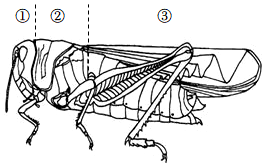 ① ② ③